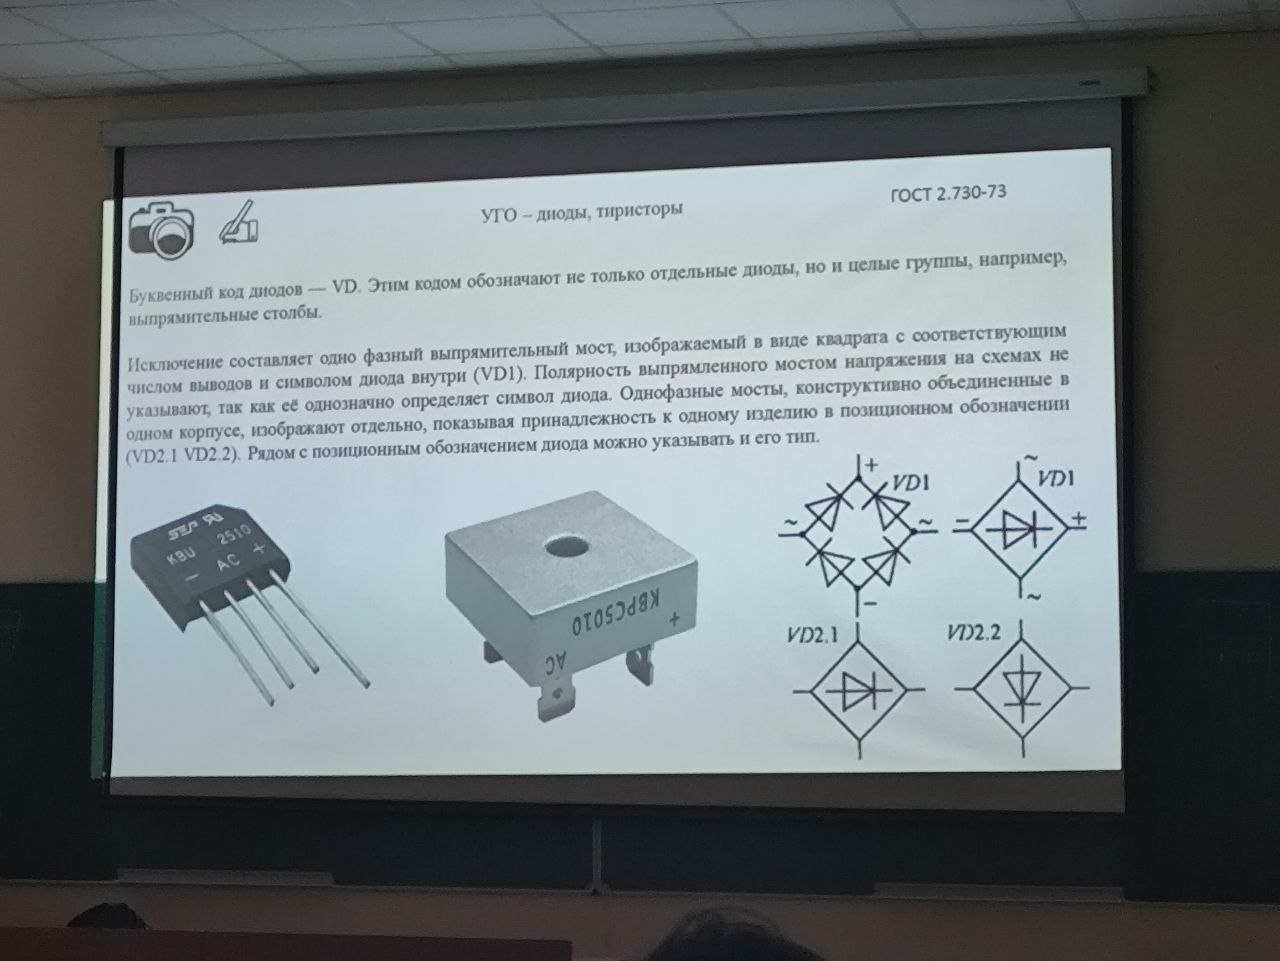 ГОСТ 2.730-73
УГО – диоды, тиристоры
Буквенный код диодов — VD. Этим кодом обозначают не только отдельные диоды, но и целые группы, например,
выпрямительные столбы.
Исключение составляет одно фазный выпрямительный мост, изображаемый в виде квадрата с соответствующим
числом выводов и символом диода внутри (VD1). Полярность выпрямленного мостом напряжения на схемах не
указывают, так как её однозначно определяет символ диода. Однофазные мосты, конструктивно объединенные в
одном корпусе, изображают отдельно, показывая принадлежность к одному изделию в позиционном обозначении
(VD2.1 VD2.2). Рядом с позиционным обозначением диода можно указывать и его тип.
SEP
KBU 2510
− AC +
KBPC5010
+
AC
+
VD1
~
~
−
~
VD1
−
+
~
VD2.1
VD2.2